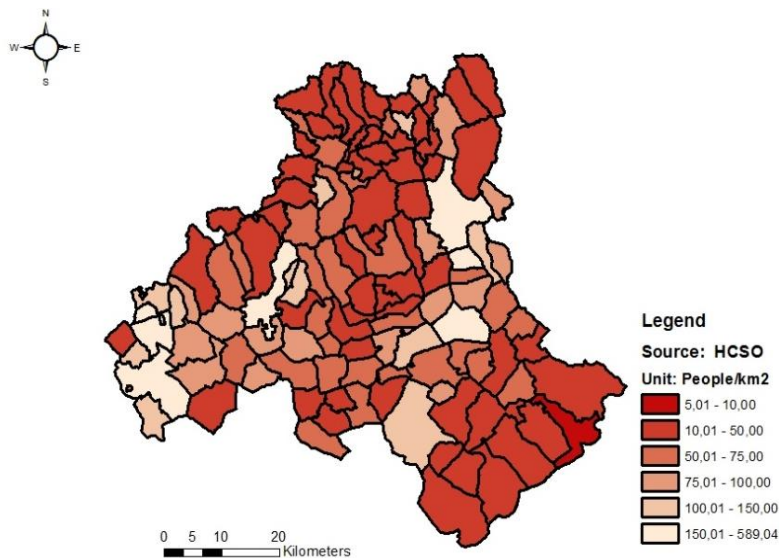 N
W E
S
Legend
Source: HCSO
Unit: People/km2
5,01 - 10,00
10,01 - 50,00
50,01 - 75,00
75,01 - 100,00
100,01 - 150,00
150,01 - 589,04
0 5 10 20
Kilometers